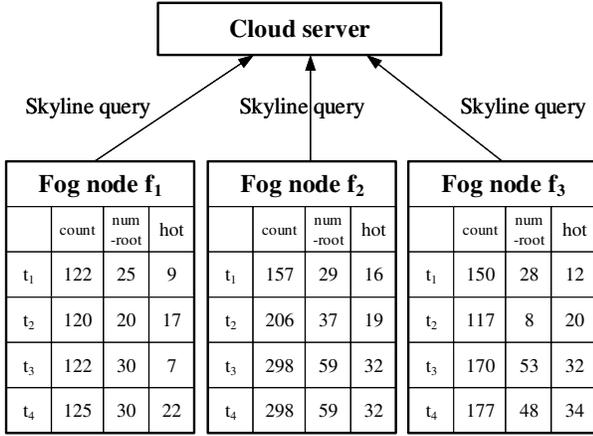 Cloud server
Skyline query Skyline query Skyline query
Fog node f₁ Fog node f₂ Fog node f₃
count num-root hot count num-root hot count num-root hot
t₁ 122 25 9 t₁ 157 29 16 t₁ 150 28 12
t₂ 120 20 17 t₂ 206 37 19 t₂ 117 8 20
t₃ 122 30 7 t₃ 298 59 32 t₃ 170 53 32
t₄ 125 30 22 t₄ 298 59 32 t₄ 177 48 34